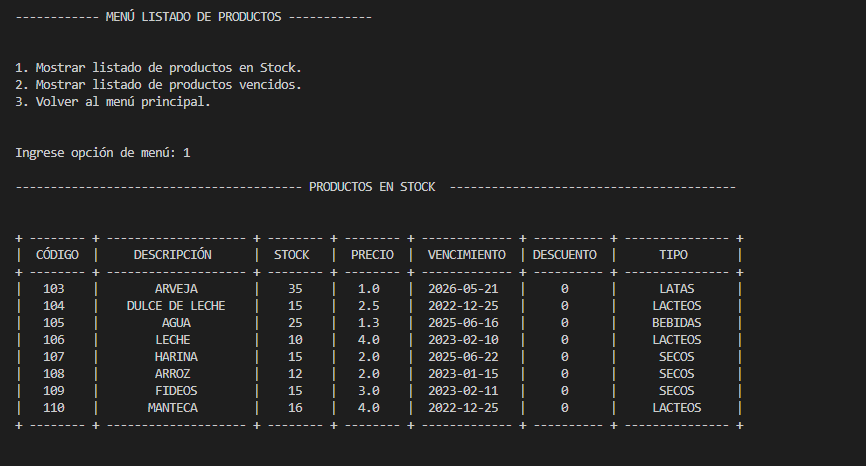 ------------ MENÚ LISTADO DE PRODUCTOS ------------
1. Mostrar listado de productos en Stock.
2. Mostrar listado de productos vencidos.
3. Volver al menú principal.
Ingrese opción de menú: 1
----------------------------------------- PRODUCTOS EN STOCK -----------------------------------------
+ -------- + -------------------- + -------- + -------- + ------------- + ---------- + --------------- +
| CÓDIGO | DESCRIPCIÓN | STOCK | PRECIO | VENCIMIENTO | DESCUENTO | TIPO |
+ -------- + -------------------- + -------- + -------- + ------------- + ---------- + --------------- +
| 103 | ARVEJA | 35 | 1.0 | 2026-05-21 | 0 | LATAS |
| 104 | DULCE DE LECHE | 15 | 2.5 | 2022-12-25 | 0 | LACTEOS |
| 105 | AGUA | 25 | 1.3 | 2025-06-16 | 0 | BEBIDAS |
| 106 | LECHE | 10 | 4.0 | 2023-02-10 | 0 | LACTEOS |
| 107 | HARINA | 15 | 2.0 | 2025-06-22 | 0 | SECOS |
| 108 | ARROZ | 12 | 2.0 | 2023-01-15 | 0 | SECOS |
| 109 | FIDEOS | 15 | 3.0 | 2023-02-11 | 0 | SECOS |
| 110 | MANTECA | 16 | 4.0 | 2022-12-25 | 0 | LACTEOS |
+ -------- + -------------------- + -------- + -------- + ------------- + ---------- + --------------- +